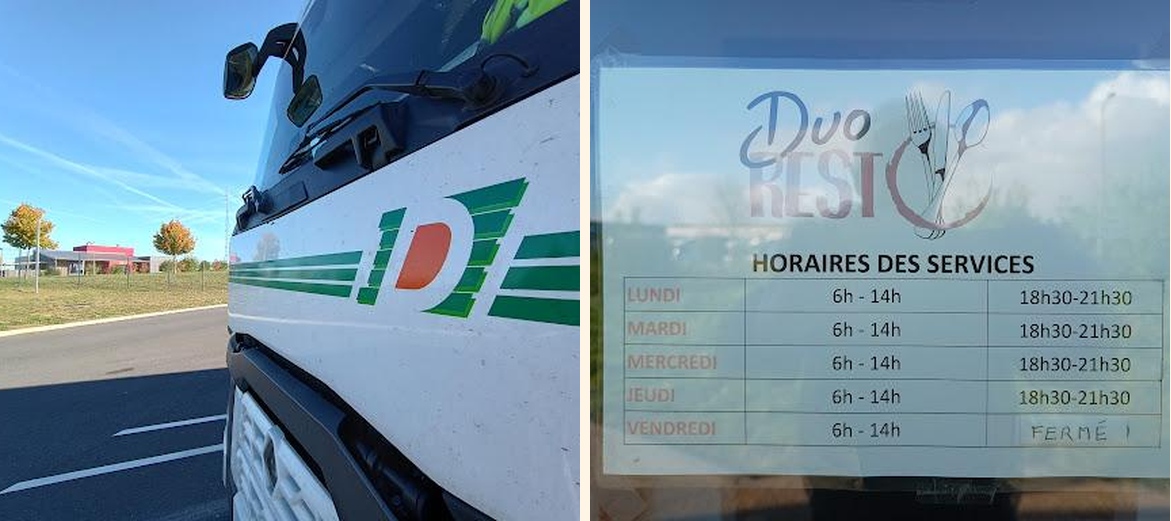 D
Duo
RESTO
HORAIRES DES SERVICES
LUNDI 6h - 14h 18h30-21h30
MARDI 6h - 14h 18h30-21h30
MERCREDI 6h - 14h 18h30-21h30
JEUDI 6h - 14h 18h30-21h30
VENDREDI 6h - 14h FERMÉ !